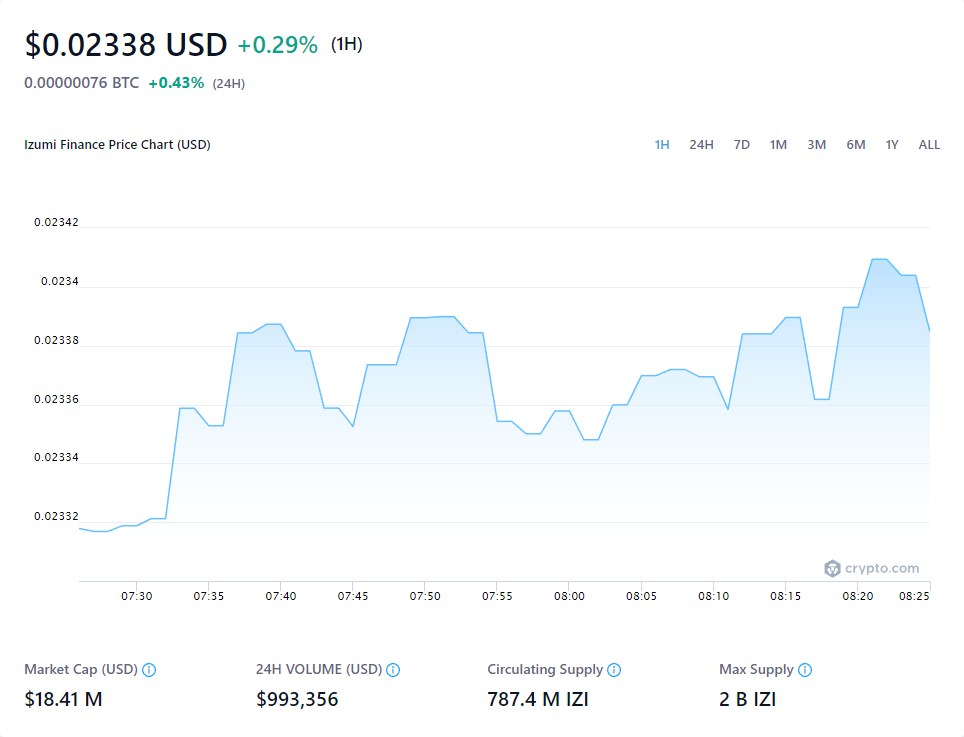 $0.02338 USD +0.29% (1H)
0.00000076 BTC +0.43% (24H)
Izumi Finance Price Chart (USD) 1H 24H 7D 1M 3M 6M 1Y ALL
0.02342
0.0234
0.02338
0.02336
0.02334
0.02332
crypto.com
07:30 07:35 07:40 07:45 07:50 07:55 08:00 08:05 08:10 08:15 08:20 08:25
Market Cap (USD) 24H VOLUME (USD) Circulating Supply Max Supply
$18.41 M $993,356 787.4 M IZI 2 B IZI